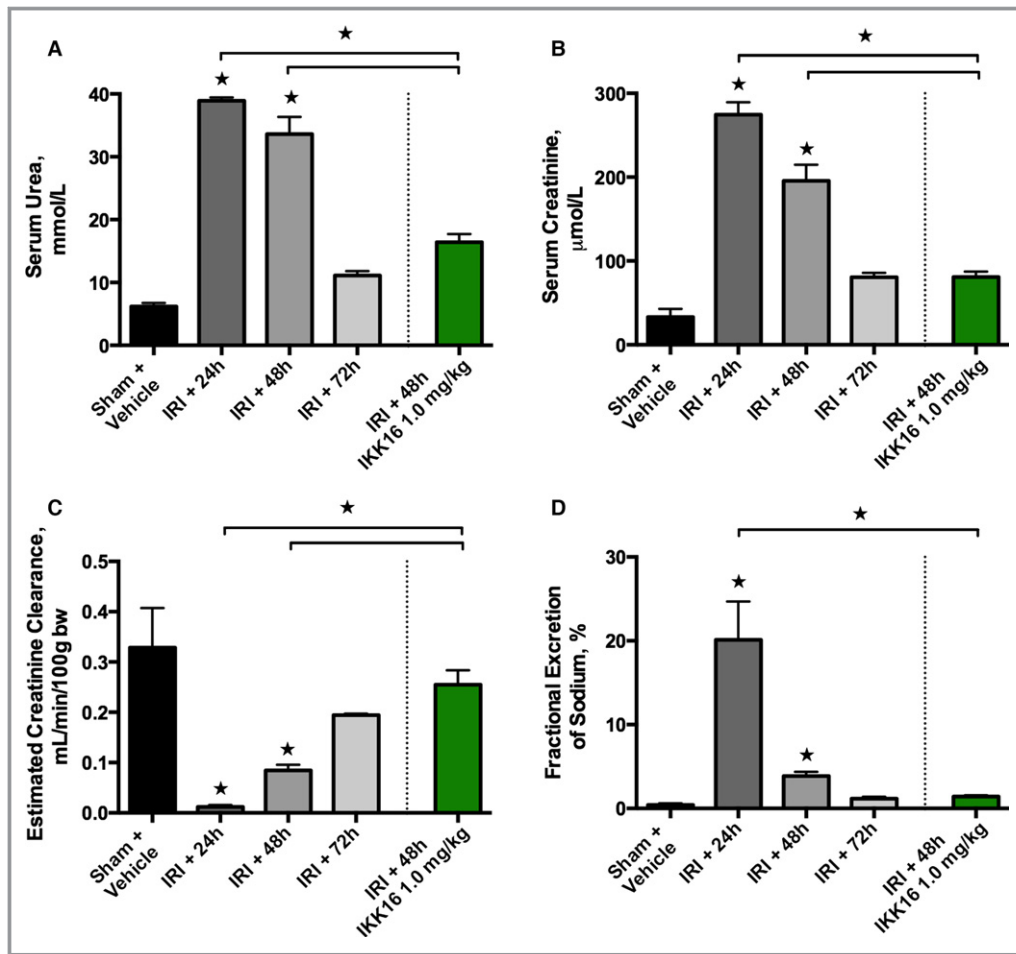 A
★
Serum Urea,
mmol/L
40
30
20
10
0
★
★
Sham +
Vehicle
IRI + 24h
IRI + 48h
IRI + 72h
IRI + 48h
IKK16 1.0 mg/kg
B
★
Serum Creatinine,
μmol/L
300
200
100
0
★
★
Sham +
Vehicle
IRI + 24h
IRI + 48h
IRI + 72h
IRI + 48h
IKK16 1.0 mg/kg
C
★
Estimated Creatinine Clearance,
mL/min/100g bw
0.5
0.4
0.3
0.2
0.1
0.0
★
★
Sham +
Vehicle
IRI + 24h
IRI + 48h
IRI + 72h
IRI + 48h
IKK16 1.0 mg/kg
D
★
Fractional Excretion
of Sodium, %
30
20
10
0
★
★
Sham +
Vehicle
IRI + 24h
IRI + 48h
IRI + 72h
IRI + 48h
IKK16 1.0 mg/kg